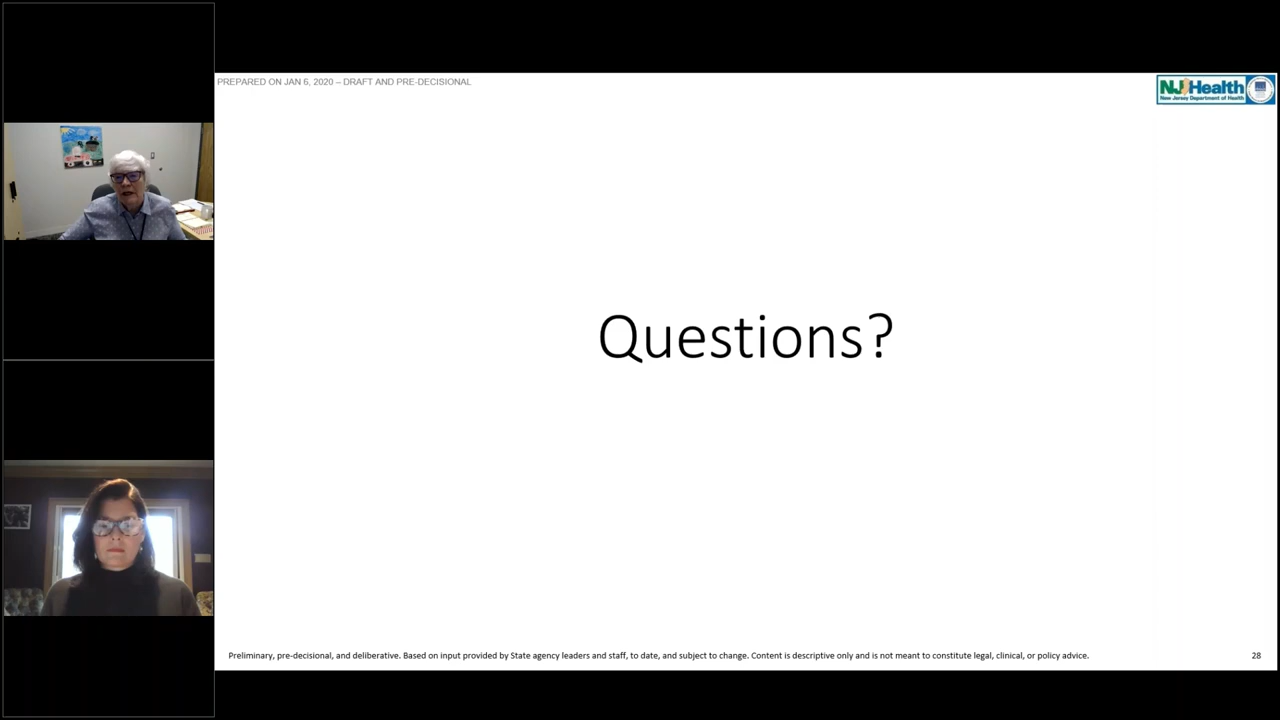 PREPARED ON JAN 6, 2020 – DRAFT AND PRE-DECISIONAL
NJ Health
New Jersey Department of Health
Questions?
Preliminary, pre-decisional, and deliberative. Based on input provided by State agency leaders and staff, to date, and subject to change. Content is descriptive only and is not meant to constitute legal, clinical, or policy advice.
28